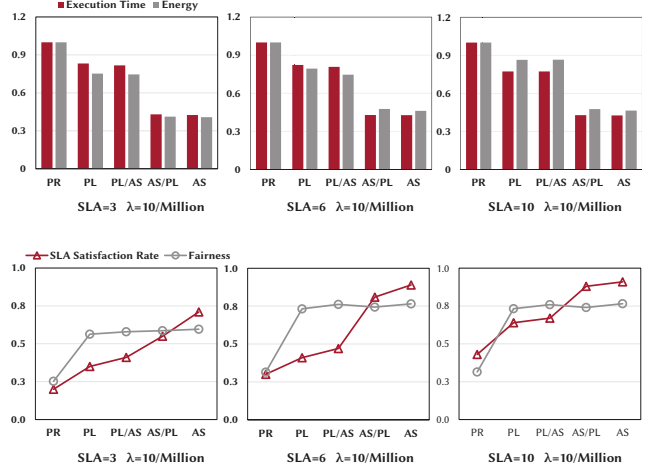 Execution Time Energy
1.2 1.2 1.2
0.9 0.9 0.9
0.6 0.6 0.6
0.3 0.3 0.3
0 0 0
PR PL PL/AS AS/PL AS PR PL PL/AS AS/PL AS PR PL PL/AS AS/PL AS
SLA=3 λ=10/Million SLA=6 λ=10/Million SLA=10 λ=10/Million
SLA Satisfaction Rate Fairness
1.0 1.0 1.0
0.8 0.8 0.8
0.5 0.5 0.5
0.3 0.3 0.3
0.0 0.0 0.0
PR PL PL/AS AS/PL AS PR PL PL/AS AS/PL AS PR PL PL/AS AS/PL AS
SLA=3 λ=10/Million SLA=6 λ=10/Million SLA=10 λ=10/Million